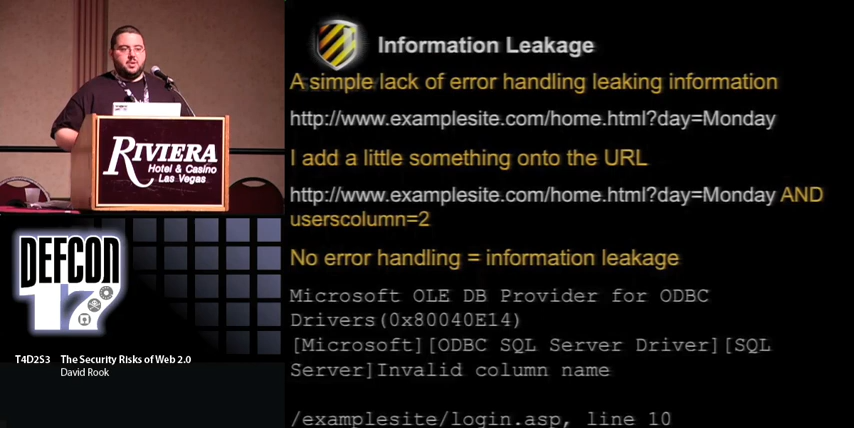 Information Leakage
A simple lack of error handling leaking information
http://www.examplesite.com/home.html?day=Monday
I add a little something onto the URL
http://www.examplesite.com/home.html?day=Monday AND
userscolumn=2
No error handling = information leakage
Microsoft OLE DB Provider for ODBC
Drivers(0x80040E14)
[Microsoft][ODBC SQL Server Driver][SQL
Server]Invalid column name
/examplesite/login.asp, line 10
RIVIERA
Hotel & Casino
Las Vegas
DEFCON
17
T4D2S3 The Security Risks of Web 2.0
David Rook